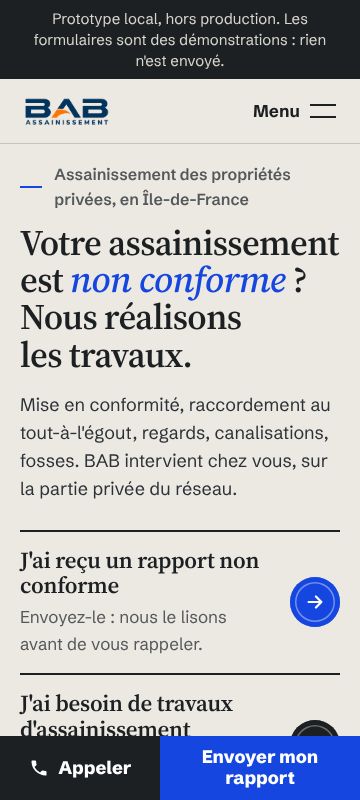 Prototype local, hors production. Les
formulaires sont des démonstrations : rien
n'est envoyé.
BAB
ASSAINISSEMENT
Menu
Assainissement des propriétés
privées, en Île-de-France
Votre assainissement
est non conforme ?
Nous réalisons
les travaux.
Mise en conformité, raccordement au
tout-à-l'égout, regards, canalisations,
fosses. BAB intervient chez vous, sur
la partie privée du réseau.
J'ai reçu un rapport non
conforme
Envoyez-le : nous le lisons
avant de vous rappeler.
J'ai besoin de travaux
d'assainissement
Appeler
Envoyer mon
rapport